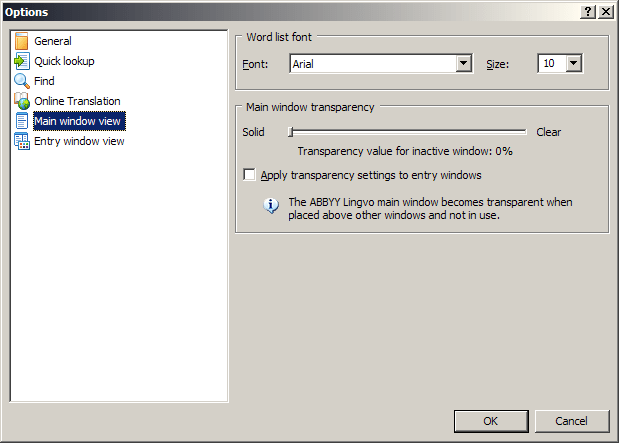 Options
General
Quick lookup
Find
Online Translation
Main window view
Entry window view
Word list font
Font: Arial Size: 10
Main window transparency
Solid Clear
Transparency value for inactive window: 0%
Apply transparency settings to entry windows
The ABBYY Lingvo main window becomes transparent when
placed above other windows and not in use.
OK Cancel